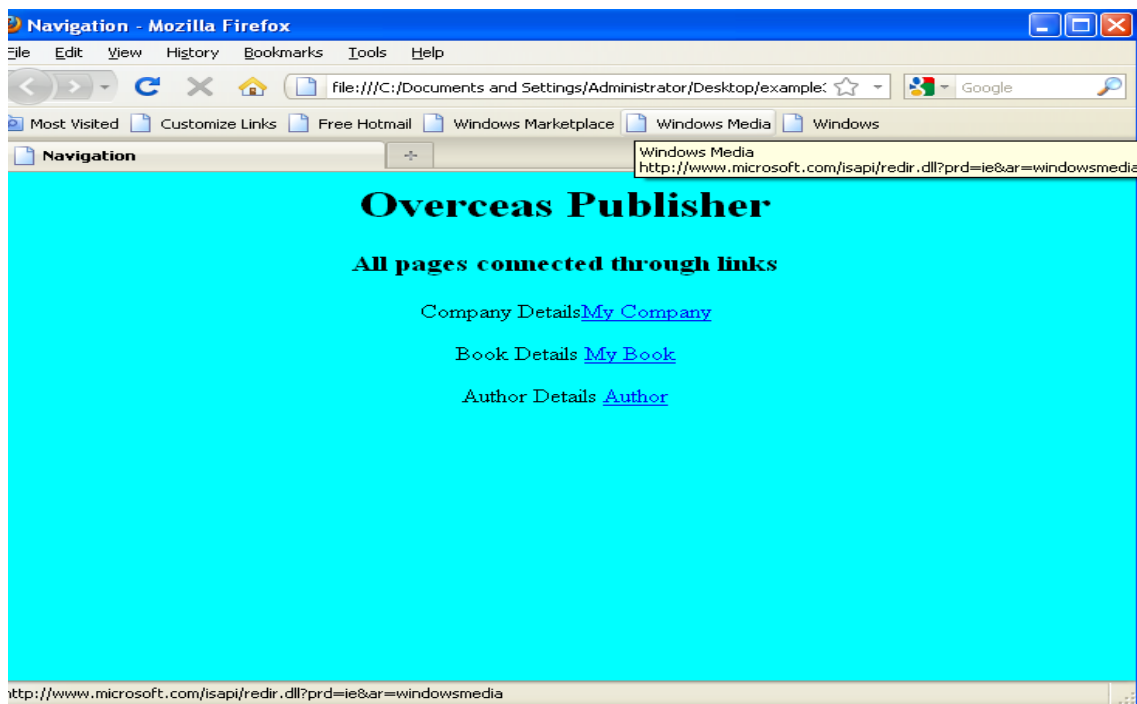 Navigation - Mozilla Firefox
File Edit View History Bookmarks Tools Help
file:///C:/Documents and Settings/Administrator/Desktop/example: Google
Most Visited Customize Links Free Hotmail Windows Marketplace Windows Media Windows
Navigation
Windows Media
http://www.microsoft.com/isapi/redir.dll?prd=ie&ar=windowsmedia
Overceas Publisher
All pages connected through links
Company DetailsMy Company
Book Details My Book
Author Details Author
http://www.microsoft.com/isapi/redir.dll?prd=ie&ar=windowsmedia